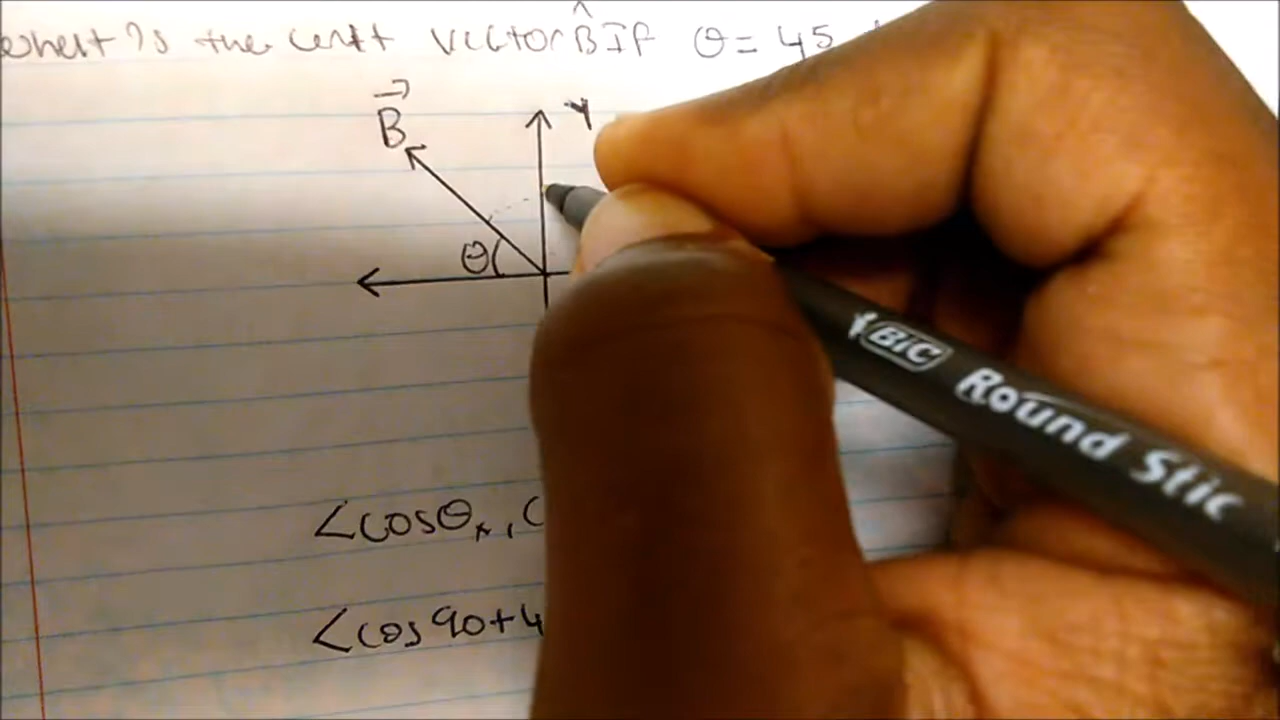 what is the unit vector B̂ If θ = 45
B⃗
Y
θ
BIC Round Stic
<cosθₓ, C
<cos 90+4